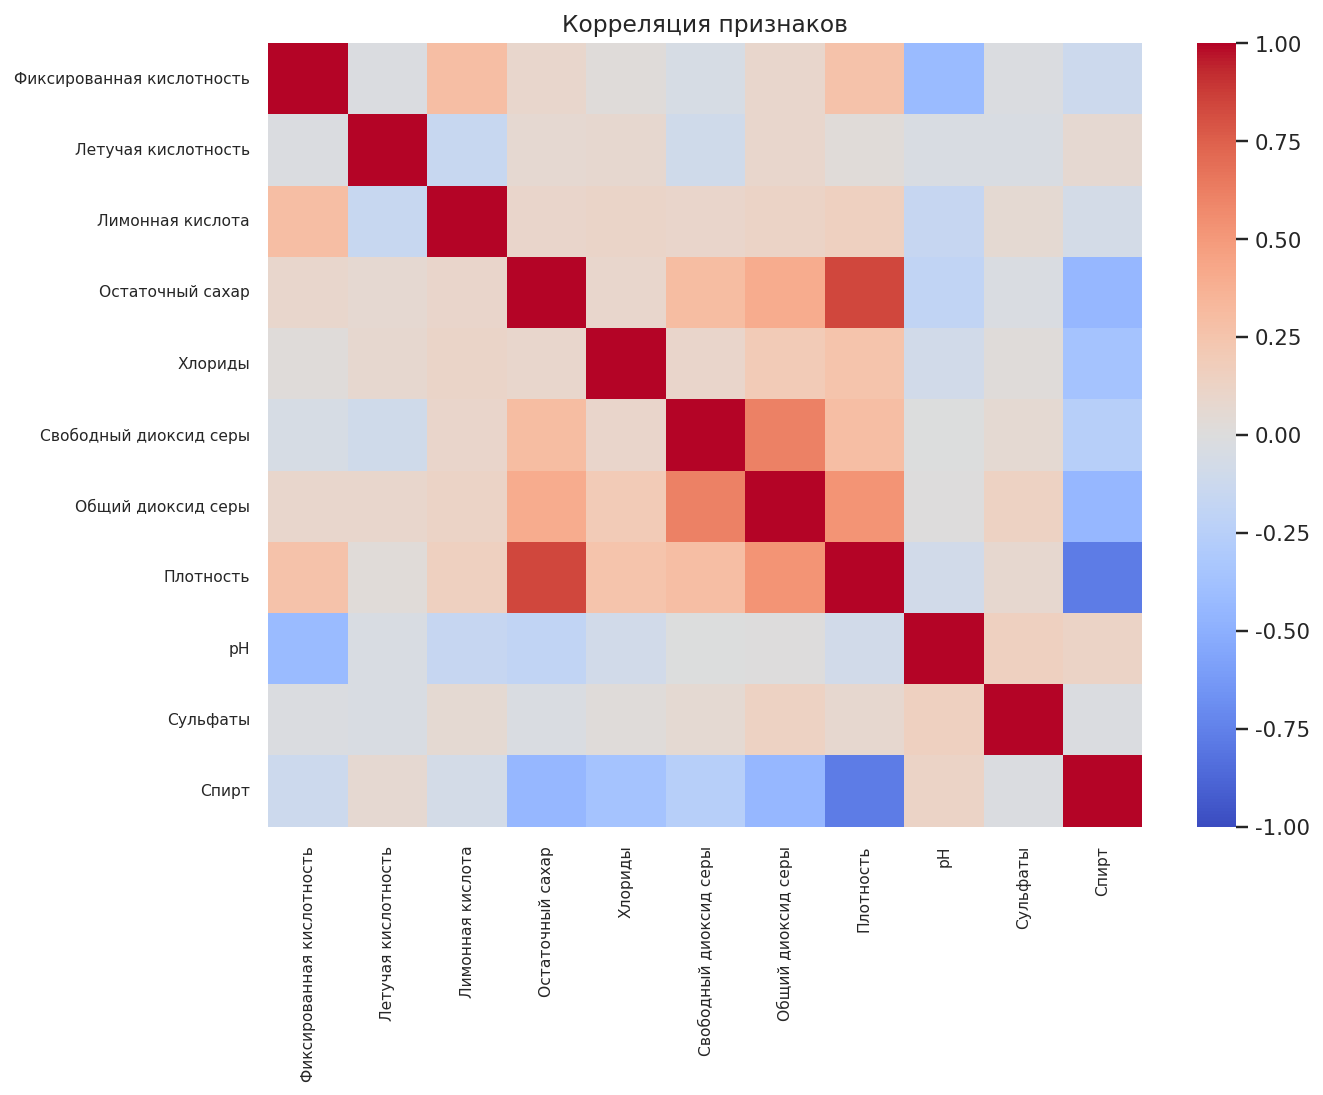 Корреляция признаков
Фиксированная кислотность
Летучая кислотность
Лимонная кислота
Остаточный сахар
Хлориды
Свободный диоксид серы
Общий диоксид серы
Плотность
pH
Сульфаты
Спирт
Фиксированная кислотность
Летучая кислотность
Лимонная кислота
Остаточный сахар
Хлориды
Свободный диоксид серы
Общий диоксид серы
Плотность
pH
Сульфаты
Спирт
1.00
0.75
0.50
0.25
0.00
-0.25
-0.50
-0.75
-1.00